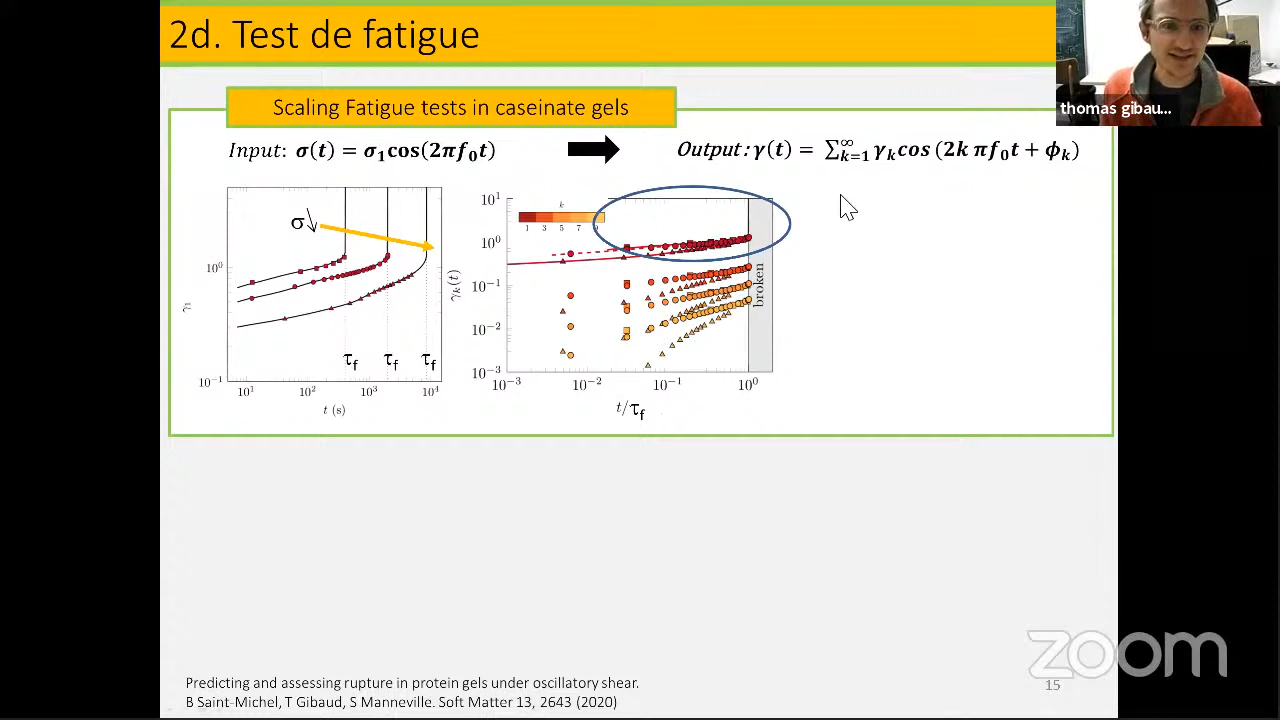 2d. Test de fatigue
thomas gibau...
Scaling Fatigue tests in caseinate gels
Input: σ(t) = σ₁cos(2πf₀t)
Output: γ(t) = ∑ₖ₌₁^∞ γₖcos (2k πf₀t + ϕₖ)
σ
10⁰
10⁻¹
γ₁
τf τf τf
10¹ 10² 10³ 10⁴
t (s)
k
1 3 5 7 9
10¹
10⁰
10⁻¹
10⁻²
10⁻³
γₖ(t)
broken
10⁻³ 10⁻² 10⁻¹ 10⁰
t/τf
zoom
Predicting and assessing rupture in protein gels under oscillatory shear.
B Saint-Michel, T Gibaud, S Manneville. Soft Matter 13, 2643 (2020)
15